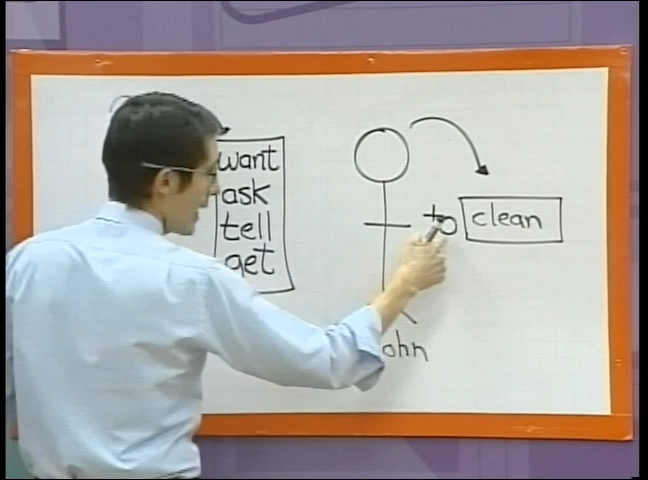 want
ask
tell
get
to clean
ohn